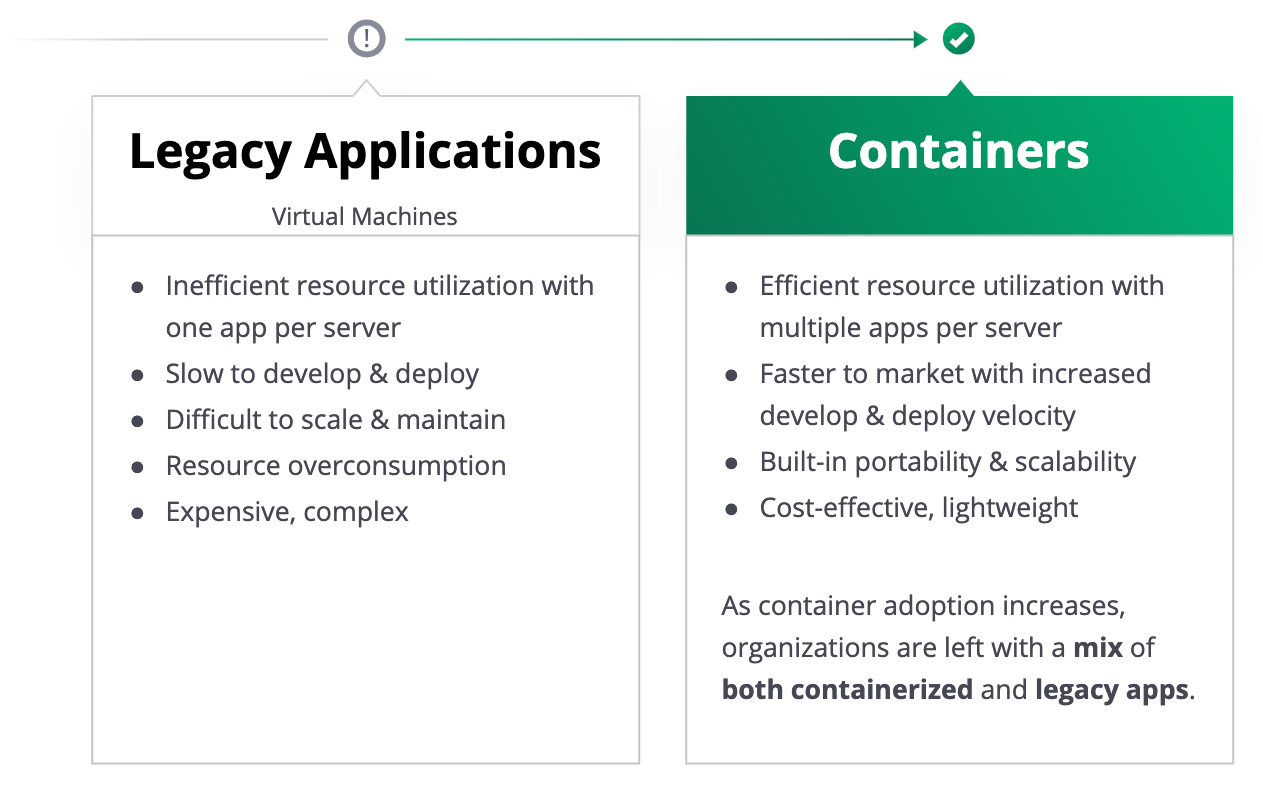 Legacy Applications
Virtual Machines
● Inefficient resource utilization with
one app per server
● Slow to develop & deploy
● Difficult to scale & maintain
● Resource overconsumption
● Expensive, complex
Containers
● Efficient resource utilization with
multiple apps per server
● Faster to market with increased
develop & deploy velocity
● Built-in portability & scalability
● Cost-effective, lightweight
As container adoption increases,
organizations are left with a mix of
both containerized and legacy apps.